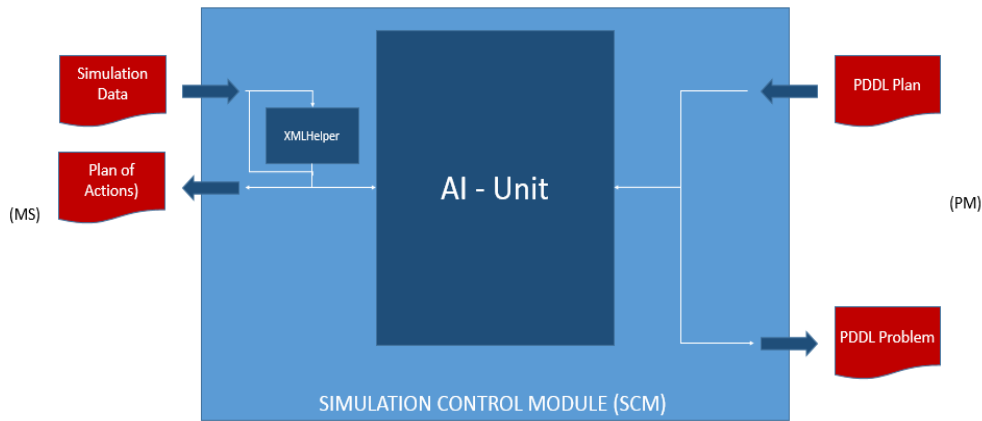 Simulation
Data
PDDL Plan
XMLHelper
Plan of
Actions)
AI - Unit
(MS)
(PM)
PDDL Problem
SIMULATION CONTROL MODULE (SCM)